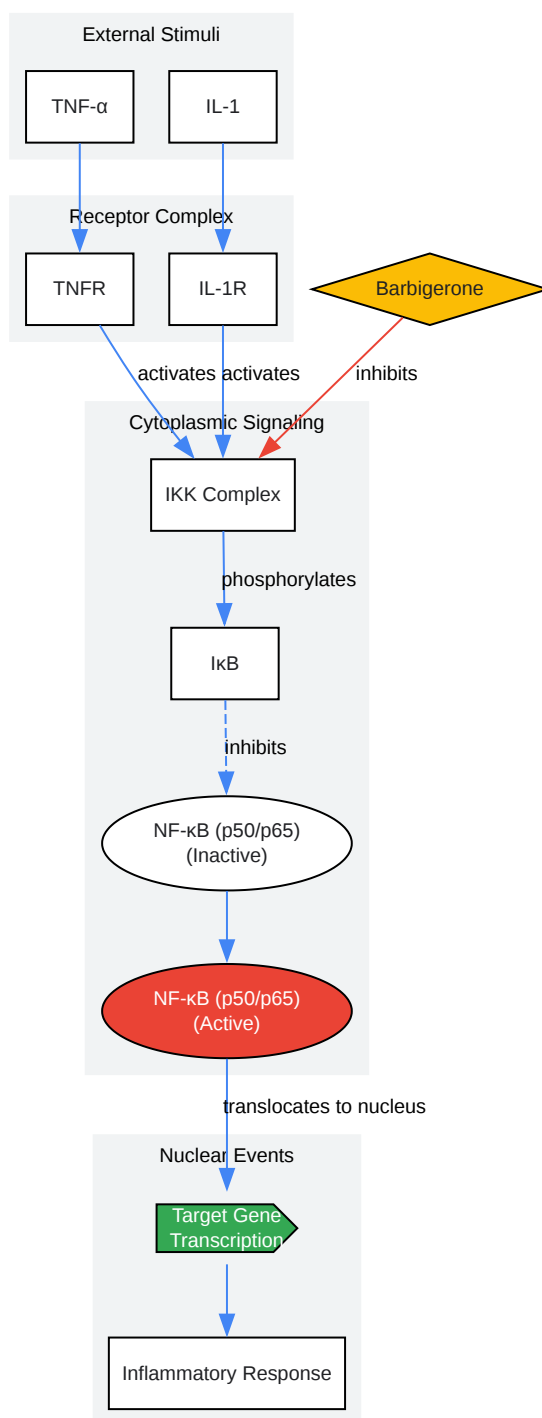 External Stimuli
TNF-α
IL-1
Receptor Complex
TNFR
IL-1R
Barbigerone
activates
activates
inhibits
Cytoplasmic Signaling
IKK Complex
phosphorylates
IκB
inhibits
NF-κB (p50/p65)
(Inactive)
NF-κB (p50/p65)
(Active)
translocates to nucleus
Nuclear Events
Target Gene
Transcription
Inflammatory Response